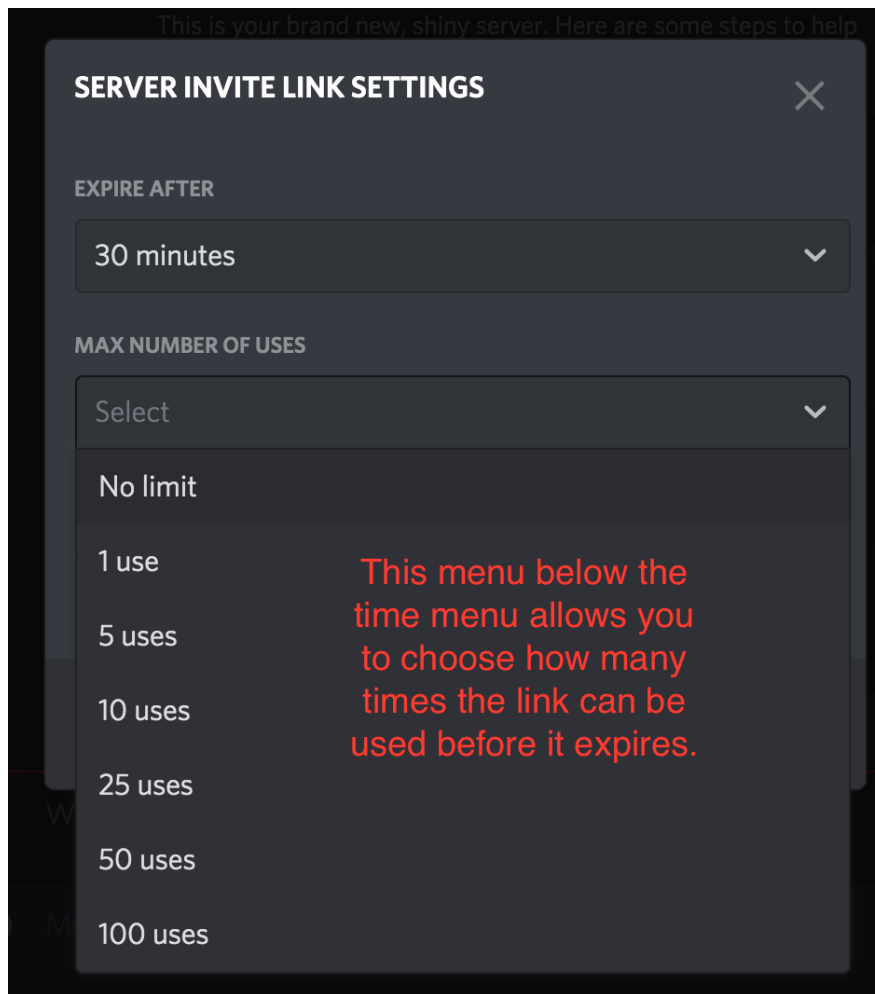 This is your brand new, shiny server. Here are some steps to help
SERVER INVITE LINK SETTINGS
EXPIRE AFTER
30 minutes
MAX NUMBER OF USES
Select
No limit
1 use
5 uses
10 uses
25 uses
50 uses
100 uses
This menu below the
time menu allows you
to choose how many
times the link can be
used before it expires.